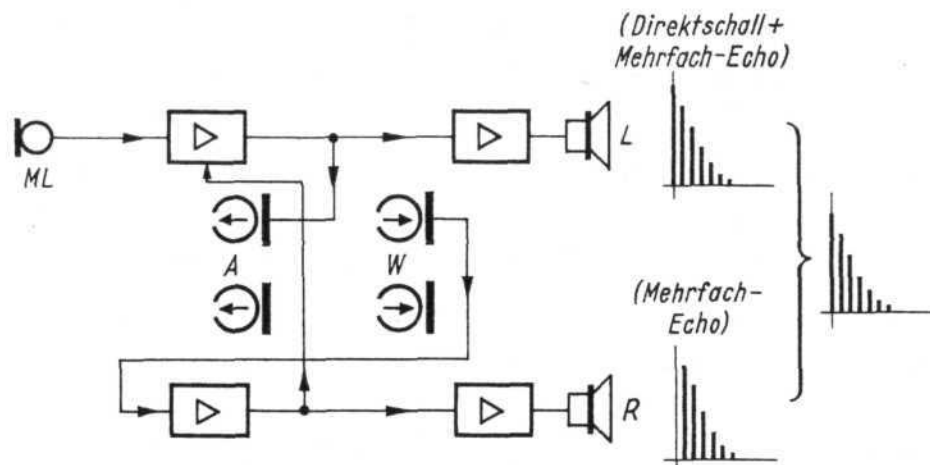 (Direktschall+
Mehrfach-Echo)
ML
L
A
W
(Mehrfach-
Echo)
R